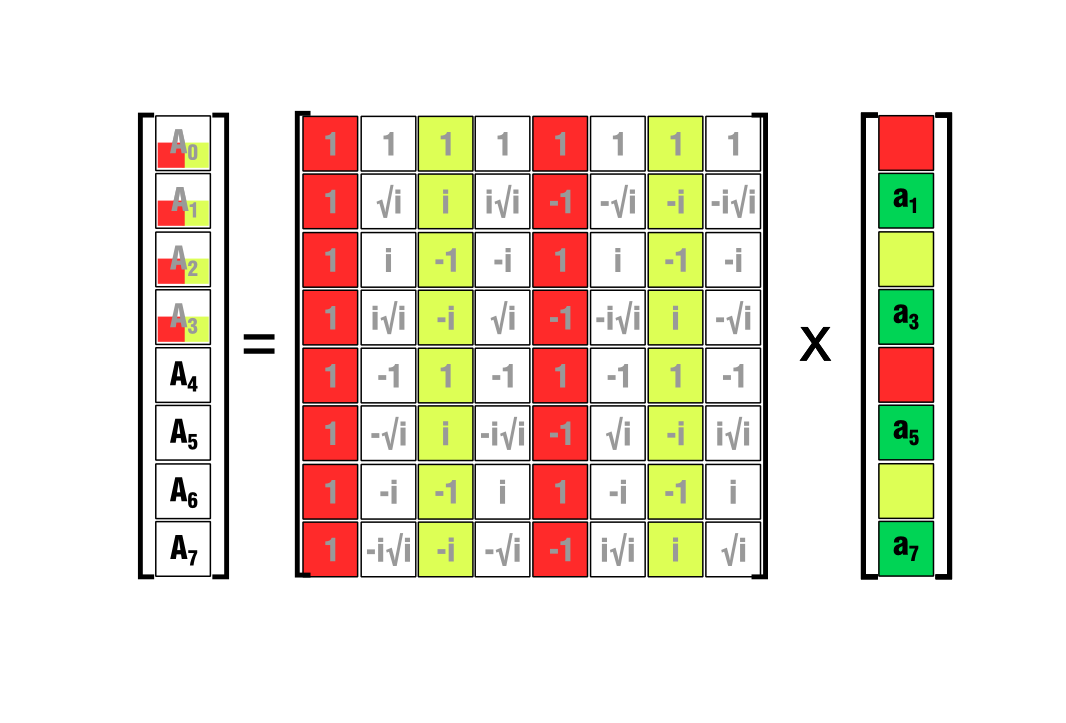 A0 1 1 1 1 1 1 1 1
A1 1 √i i i√i -1 -√i -i -i√i a1
A2 1 i -1 -i 1 i -1 -i
A3 1 i√i -i √i -1 -i√i i -√i a3
= x
A4 1 -1 1 -1 1 -1 1 -1
A5 1 -√i i -i√i -1 √i -i i√i a5
A6 1 -i -1 i 1 -i -1 i
A7 1 -i√i -i -√i -1 i√i i √i a7